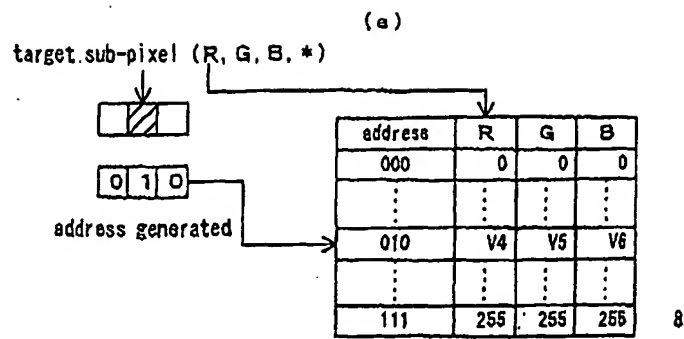 (a)
target.sub-pixel (R, G, B, *)
address R G B
000 0 0 0
0 1 0
address generated
010 V4 V5 V6
111 255 255 255
8